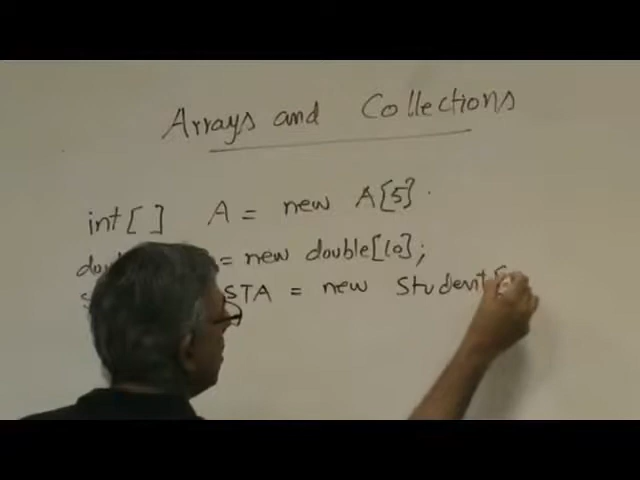 Arrays and Collections
int[] A = new A[5].
= new double[10];
STA = new Student[